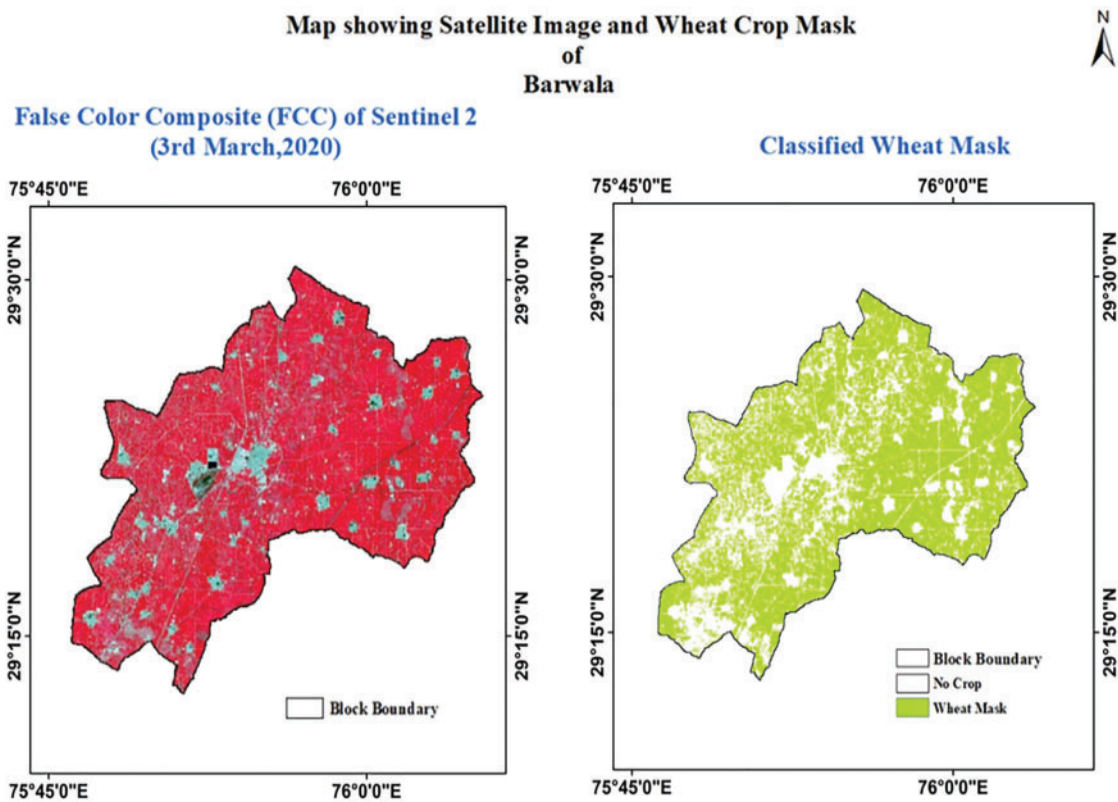 Map showing Satellite Image and Wheat Crop Mask
of
Barwala
N
False Color Composite (FCC) of Sentinel 2
(3rd March,2020)
75°45'0"E
76°0'0"E
29°30'0"N
29°30'0"N
29°15'0"N
29°15'0"N
Block Boundary
75°45'0"E
76°0'0"E
Classified Wheat Mask
75°45'0"E
76°0'0"E
29°30'0"N
29°30'0"N
29°15'0"N
29°15'0"N
Block Boundary
No Crop
Wheat Mask
75°45'0"E
76°0'0"E